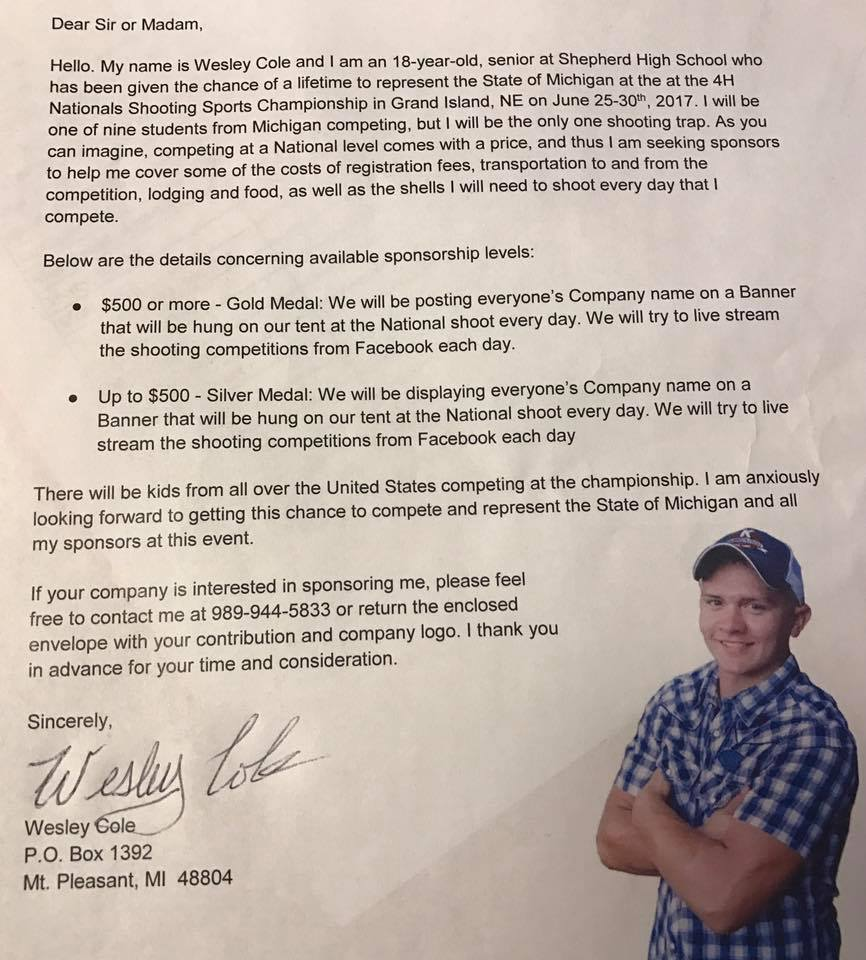 Dear Sir or Madam,
Hello. My name is Wesley Cole and I am an 18-year-old, senior at Shepherd High School who
has been given the chance of a lifetime to represent the State of Michigan at the at the 4H
Nationals Shooting Sports Championship in Grand Island, NE on June 25-30th, 2017. I will be
one of nine students from Michigan competing, but I will be the only one shooting trap. As you
can imagine, competing at a National level comes with a price, and thus I am seeking sponsors
to help me cover some of the costs of registration fees, transportation to and from the
competition, lodging and food, as well as the shells I will need to shoot every day that I
compete.
Below are the details concerning available sponsorship levels:
• $500 or more - Gold Medal: We will be posting everyone's Company name on a Banner
that will be hung on our tent at the National shoot every day. We will try to live stream
the shooting competitions from Facebook each day.
• Up to $500 - Silver Medal: We will be displaying everyone's Company name on a
Banner that will be hung on our tent at the National shoot every day. We will try to live
stream the shooting competitions from Facebook each day
There will be kids from all over the United States competing at the championship. I am anxiously
looking forward to getting this chance to compete and represent the State of Michigan and all
my sponsors at this event.
If your company is interested in sponsoring me, please feel
free to contact me at 989-944-5833 or return the enclosed
envelope with your contribution and company logo. I thank you
in advance for your time and consideration.
Sincerely,
Wesley Cole
Wesley Cole
P.O. Box 1392
Mt. Pleasant, MI 48804